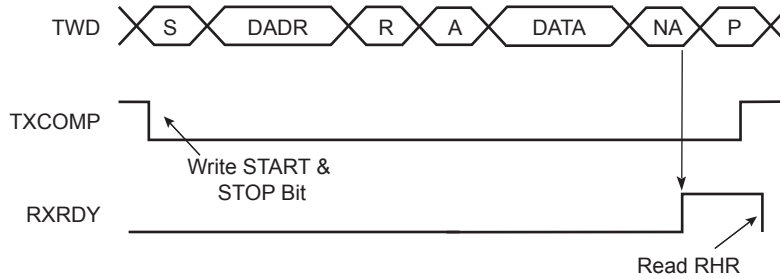 TWD S DADR R A DATA NA P
TXCOMP
Write START &
STOP Bit
RXRDY
Read RHR